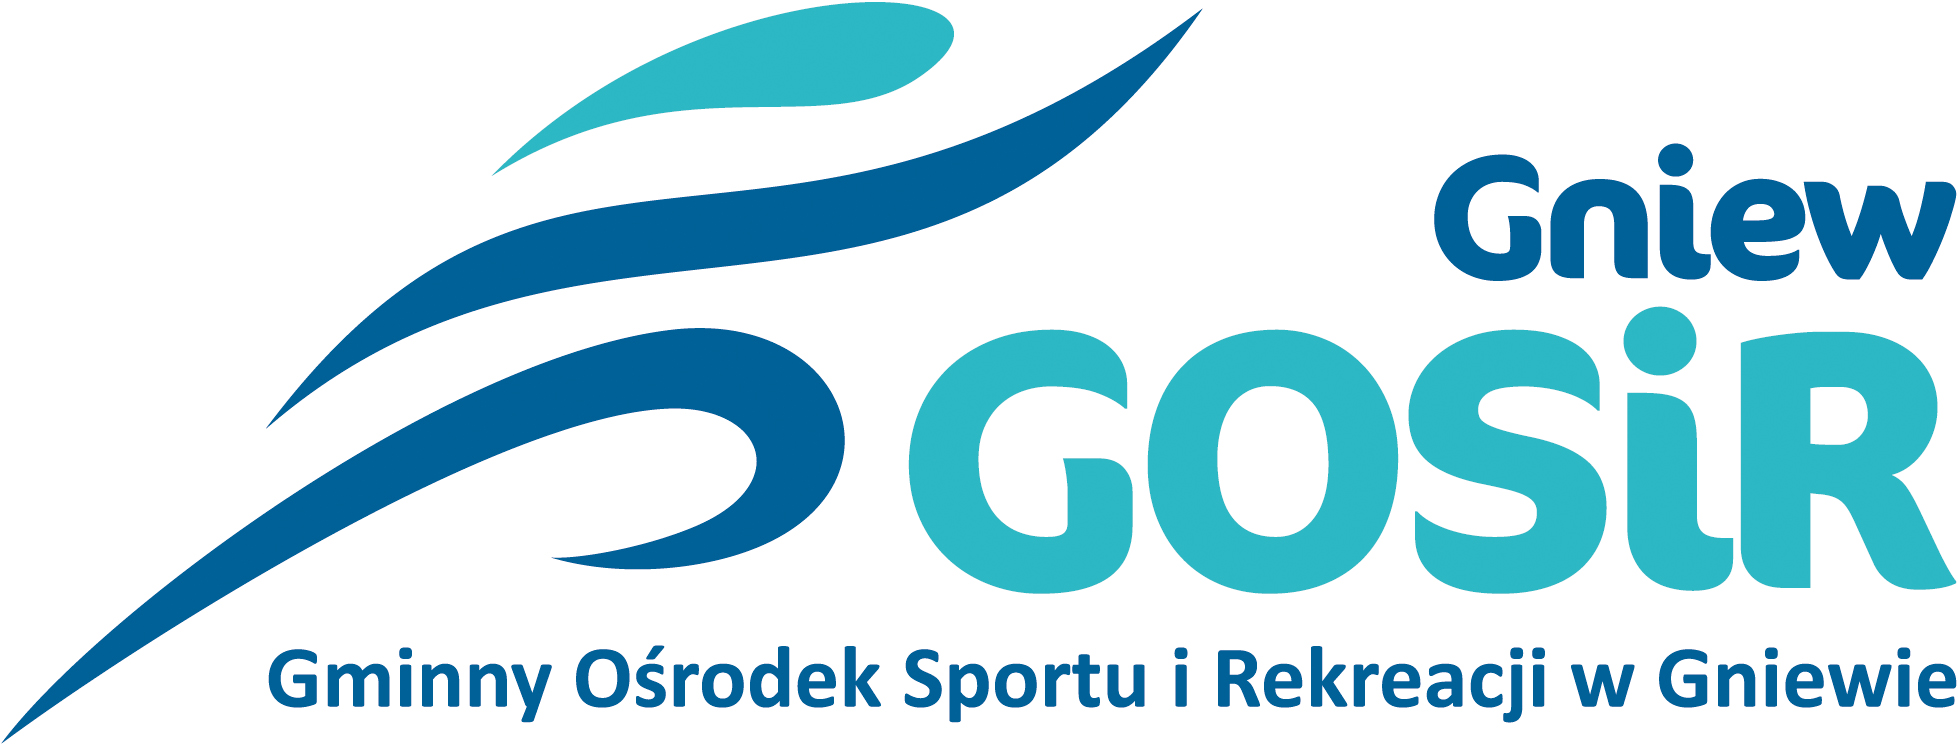 Gniew
GOSiR
Gminny Ośrodek Sportu i Rekreacji w Gniewie